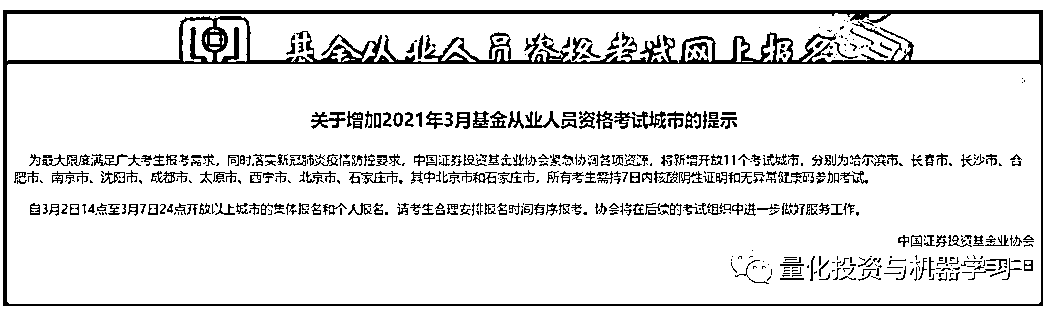 基金从业人员资格考试网上报名
关于增加2021年3月基金从业人员资格考试城市的提示
为最大限度满足广大考生报考需求，同时落实新冠肺炎疫情防控要求，中国证券投资基金业协会紧急协调各项资源，将新增开放11个考试城市，分别为哈尔滨市、长春市、长沙市、合
肥市、南京市、沈阳市、成都市、太原市、西宁市、北京市、石家庄市。其中北京市和石家庄市，所有考生需持7日内核酸阴性证明和无异常健康码参加考试。
自3月2日14点至3月7日24点开放以上城市的集体报名和个人报名。请考生合理安排报名时间有序报考。协会将在后续的考试组织中进一步做好服务工作。
中国证券投资基金业协会
量化投资与机器学习
二日